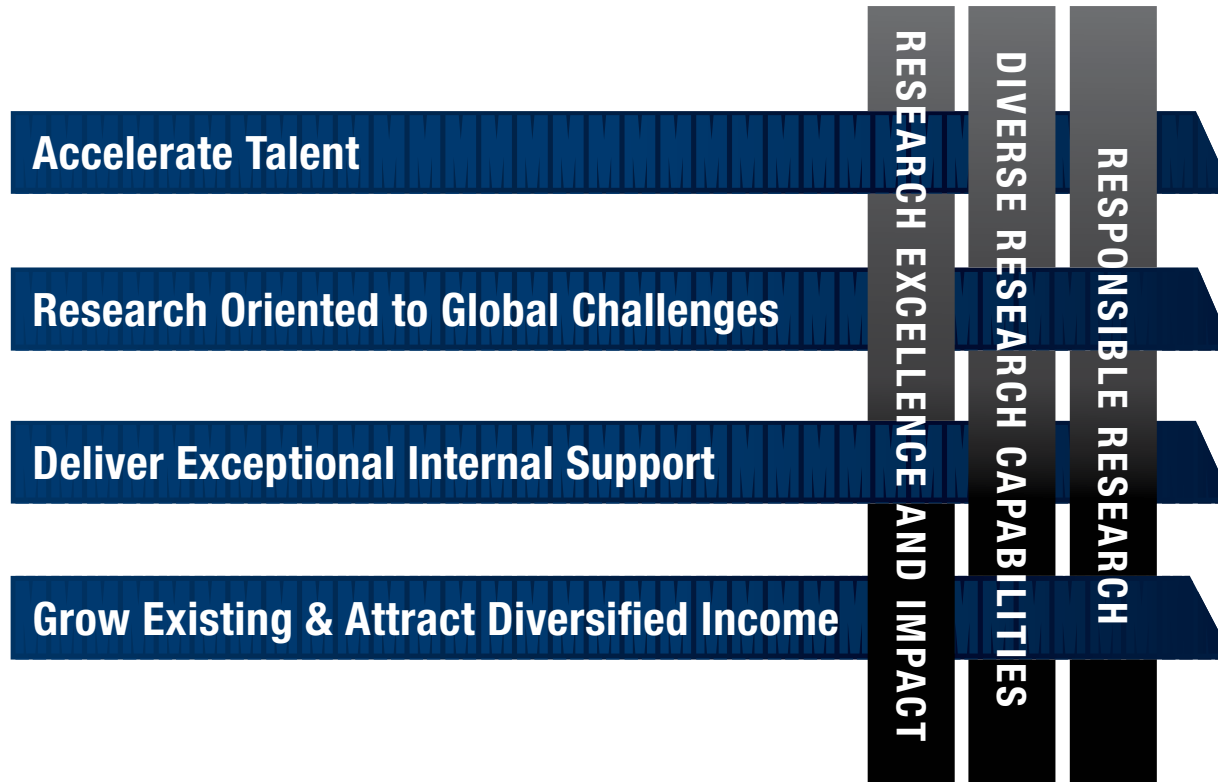 Accelerate Talent
Research Oriented to Global Challenges
Deliver Exceptional Internal Support
Grow Existing & Attract Diversified Income
RESEARCH EXCELLENCE AND IMPACT
DIVERSE RESEARCH CAPABILITIES
RESPONSIBLE RESEARCH